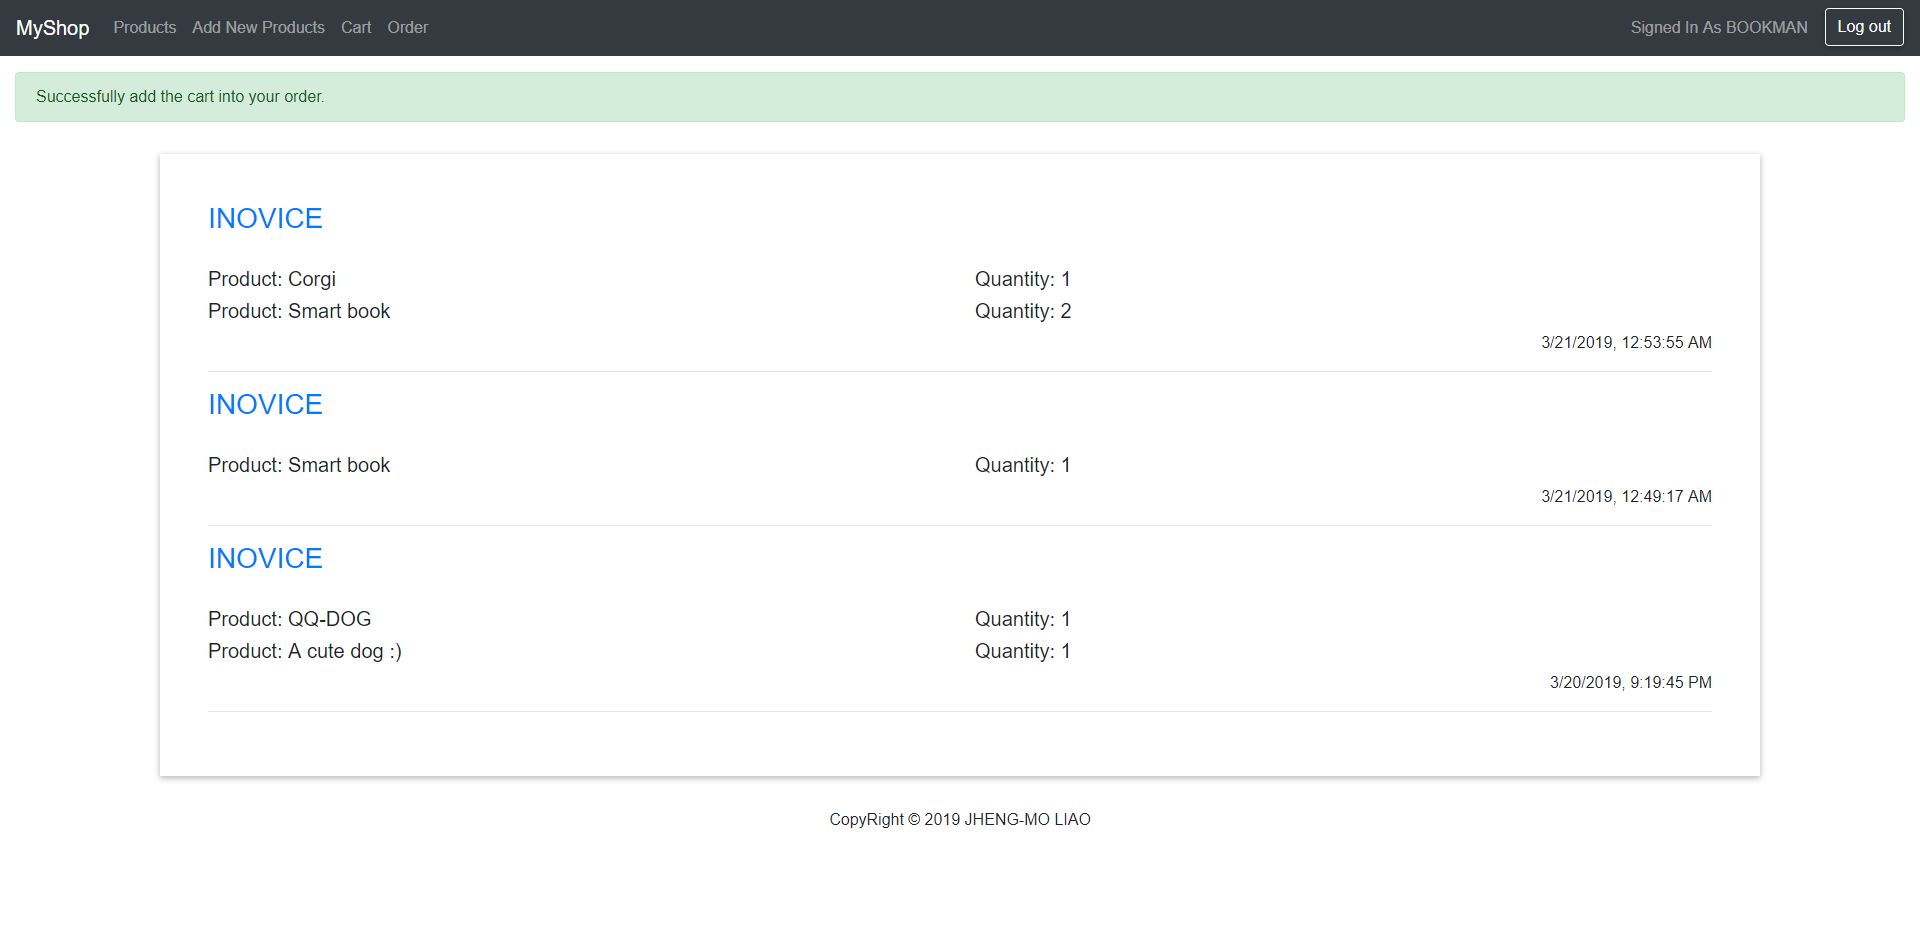 MyShop Products Add New Products Cart Order Signed In As BOOKMAN Log out
Successfully add the cart into your order.
INOVICE
Product: Corgi Quantity: 1
Product: Smart book Quantity: 2
3/21/2019, 12:53:55 AM
INOVICE
Product: Smart book Quantity: 1
3/21/2019, 12:49:17 AM
INOVICE
Product: QQ-DOG Quantity: 1
Product: A cute dog :) Quantity: 1
3/20/2019, 9:19:45 PM
CopyRight © 2019 JHENG-MO LIAO